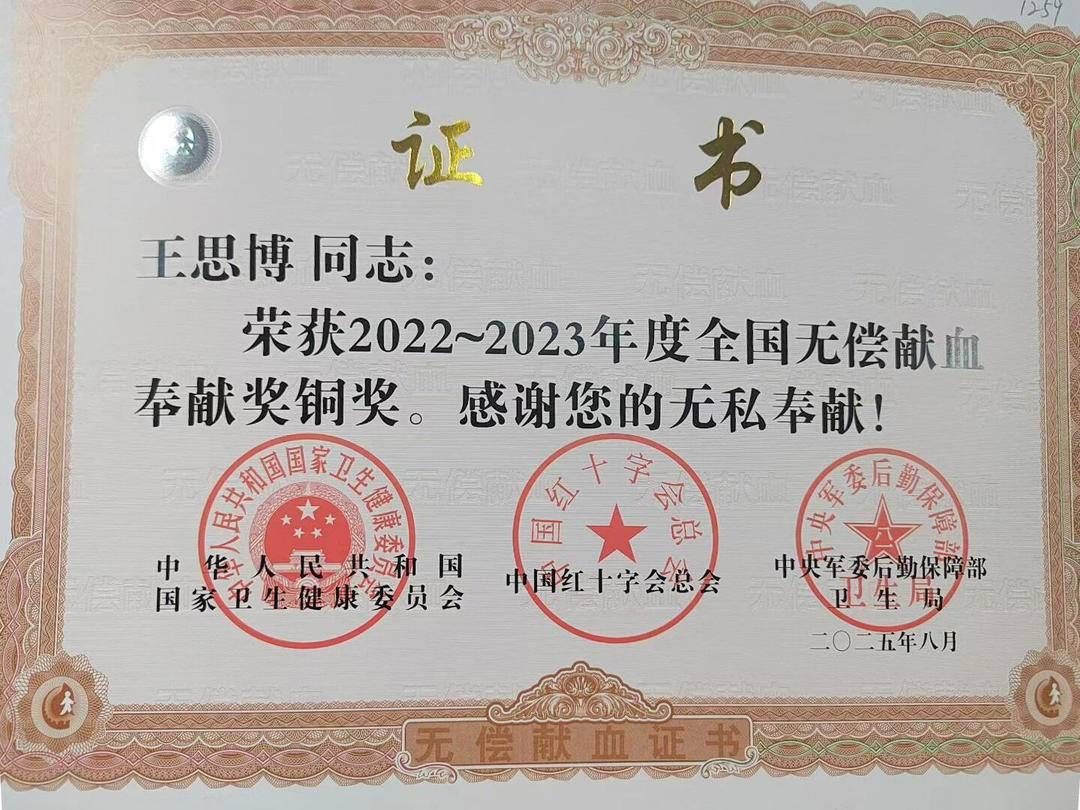 1259
证书
王思博 同志：
荣获2022~2023年度全国无偿献血
奉献奖铜奖。感谢您的无私奉献！
中华人民共和国国家卫生健康委员会
中国红十字会总会
中央军委后勤保障部
卫生局
中华人民共和国
国家卫生健康委员会
中国红十字会总会
中央军委后勤保障部
卫生局
二〇二五年八月
无偿献血证书